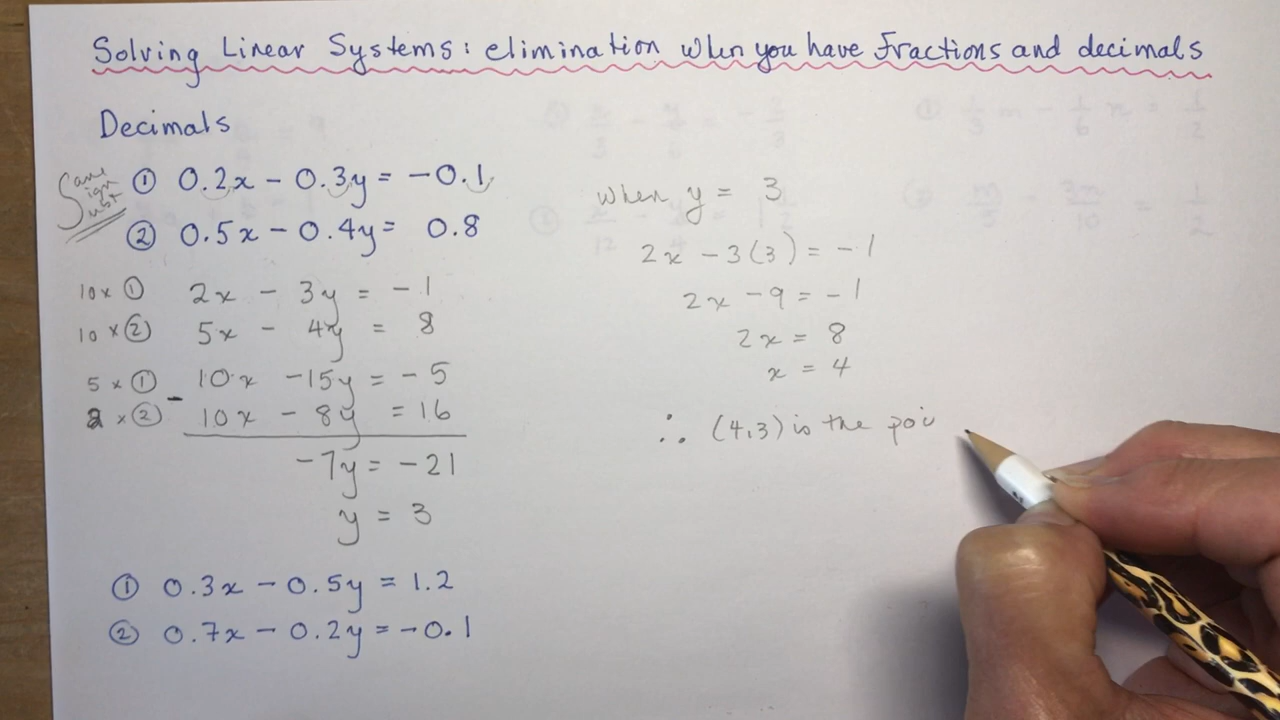 Solving Linear Systems: elimination when you have Fractions and decimals
Decimals
Same Sign Subst
① 0.2x - 0.3y = -0.1
② 0.5x - 0.4y = 0.8
10x ① 2x - 3y = -1
10 x ② 5x - 4y = 8
5 x ① 10x - 15y = -5
2 x ② - 10x - 8y = 16
-7y = -21
y = 3
① 0.3x - 0.5y = 1.2
② 0.7x - 0.2y = -0.1
when y = 3
2x - 3(3) = -1
2x - 9 = -1
2x = 8
x = 4
∴ (4,3) is the poi